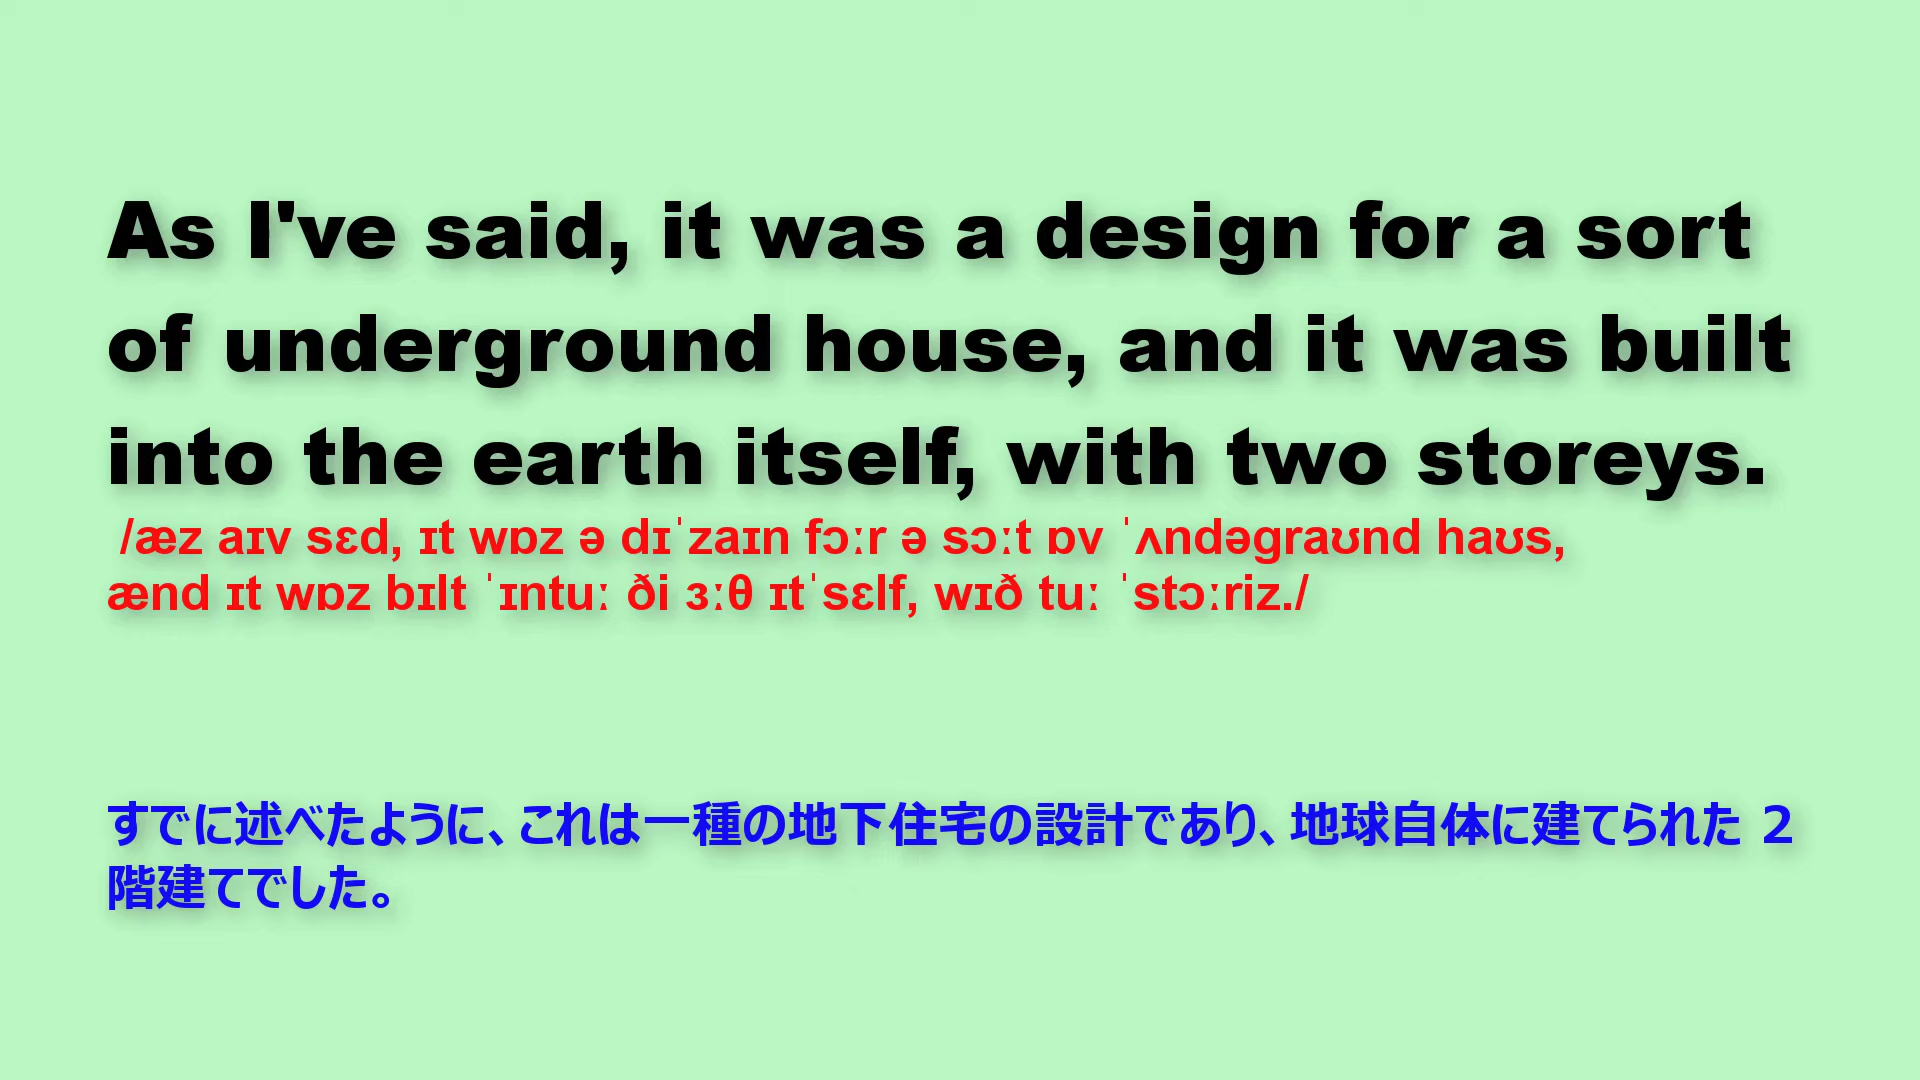 As I've said, it was a design for a sort
of underground house, and it was built
into the earth itself, with two storeys.
/æz aɪv sɛd, ɪt wɒz ə dɪˈzaɪn fɔːr ə sɔːt ɒv ˈʌndəgraʊnd haʊs,
ænd ɪt wɒz bɪlt ˈɪntuː ði ɜːθ ɪtˈsɛlf, wɪð tuː ˈstɔːriz./
すでに述べたように、これは一種の地下住宅の設計であり、地球自体に建てられた 2
階建てでした。